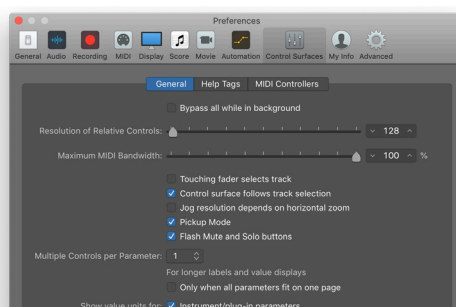 Preferences
General Audio Recording MIDI Display Score Movie Automation Control Surfaces My Info Advanced
General Help Tags MIDI Controllers
Bypass all while in background
Resolution of Relative Controls: 128
Maximum MIDI Bandwidth: 100 %
Touching fader selects track
Control surface follows track selection
Jog resolution depends on horizontal zoom
Pickup Mode
Flash Mute and Solo buttons
Multiple Controls per Parameter: 1
For longer labels and value displays
Only when all parameters fit on one page
Show value units for: Instrument/plug-in parameters